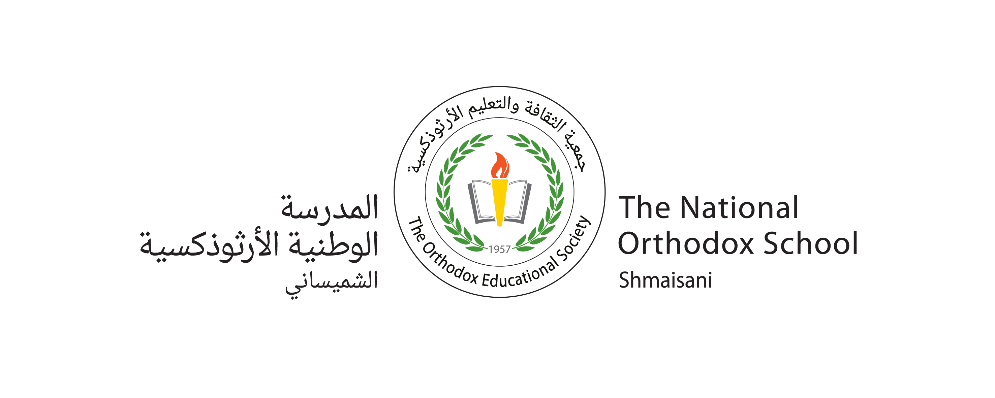 المدرسة
الوطنية الأرثوذكسية
الشميساني
جمعية الثقافة والتعليم الأرثوذكسية
1957
The Orthodox Educational Society
The National
Orthodox School
Shmaisani